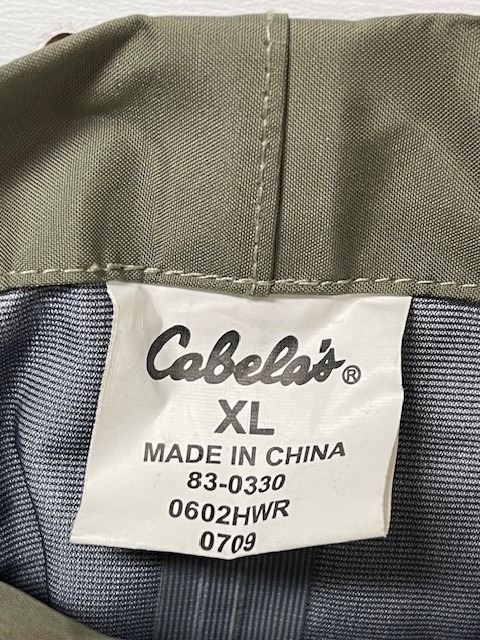 Cabela's®
XL
MADE IN CHINA
83-0330
0602HWR
0709